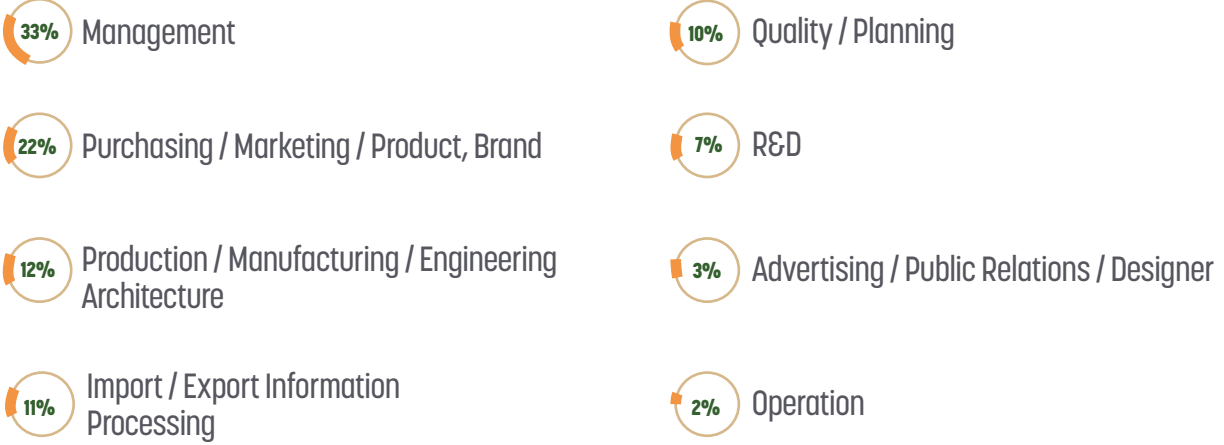 33% Management
22% Purchasing / Marketing / Product, Brand
12% Production / Manufacturing / Engineering
Architecture
11% Import / Export Information
Processing
10% Quality / Planning
7% R&D
3% Advertising / Public Relations / Designer
2% Operation